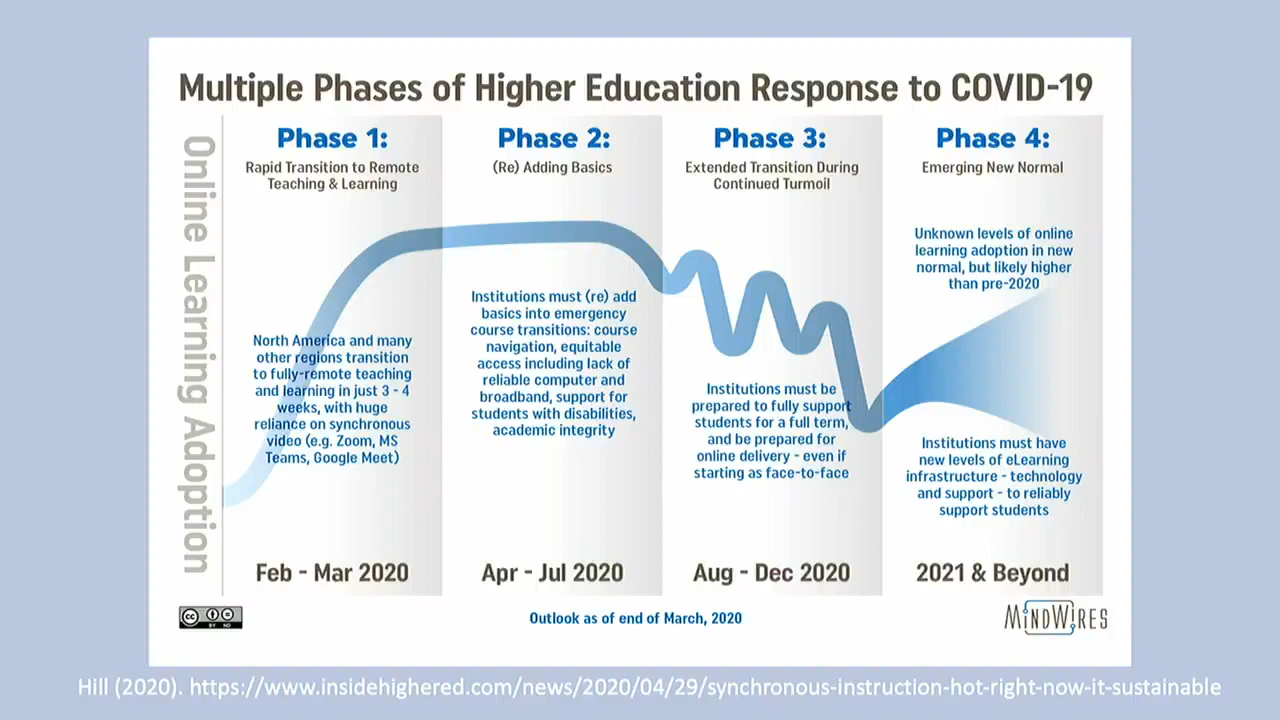 Multiple Phases of Higher Education Response to COVID-19
Online Learning Adoption
Phase 1:
Rapid Transition to Remote
Teaching & Learning
North America and many
other regions transition
to fully-remote teaching
and learning in just 3 - 4
weeks, with huge
reliance on synchronous
video (e.g. Zoom, MS
Teams, Google Meet)
Feb - Mar 2020
Phase 2:
(Re) Adding Basics
Institutions must (re) add
basics into emergency
course transitions: course
navigation, equitable
access including lack of
reliable computer and
broadband, support for
students with disabilities,
academic integrity
Apr - Jul 2020
Phase 3:
Extended Transition During
Continued Turmoil
Institutions must be
prepared to fully support
students for a full term,
and be prepared for
online delivery - even if
starting as face-to-face
Aug - Dec 2020
Phase 4:
Emerging New Normal
Unknown levels of online
learning adoption in new
normal, but likely higher
than pre-2020
Institutions must have
new levels of eLearning
infrastructure - technology
and support - to reliably
support students
2021 & Beyond
cc
BY ND
Outlook as of end of March, 2020
MINDWIRES
Hill (2020). https://www.insidehighered.com/news/2020/04/29/synchronous-instruction-hot-right-now-it-sustainable